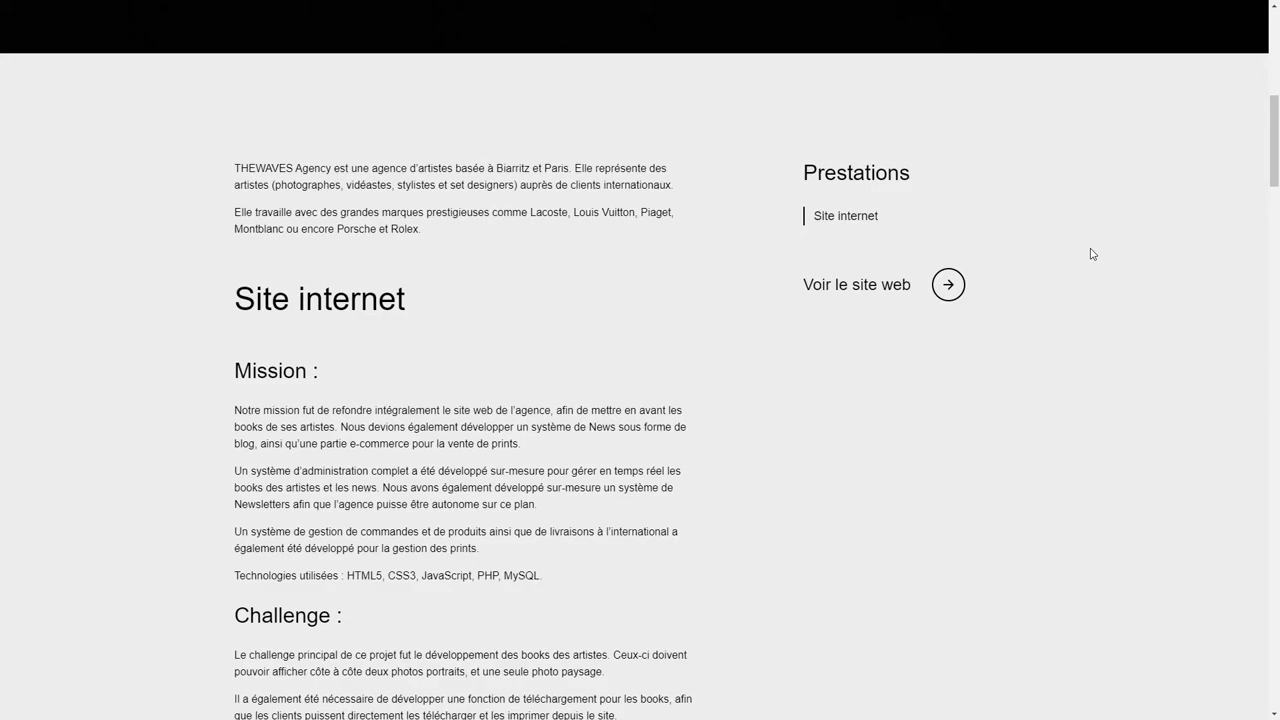 THEWAVES Agency est une agence d’artistes basée à Biarritz et Paris. Elle représente des
artistes (photographes, vidéastes, stylistes et set designers) auprès de clients internationaux.
Elle travaille avec des grandes marques prestigieuses comme Lacoste, Louis Vuitton, Piaget,
Montblanc ou encore Porsche et Rolex.
Site internet
Mission :
Notre mission fut de refondre intégralement le site web de l’agence, afin de mettre en avant les
books de ses artistes. Nous devions également développer un système de News sous forme de
blog, ainsi qu’une partie e-commerce pour la vente de prints.
Un système d’administration complet a été développé sur-mesure pour gérer en temps réel les
books des artistes et les news. Nous avons également développé sur-mesure un système de
Newsletters afin que l’agence puisse être autonome sur ce plan.
Un système de gestion de commandes et de produits ainsi que de livraisons à l’international a
également été développé pour la gestion des prints.
Technologies utilisées : HTML5, CSS3, JavaScript, PHP, MySQL.
Challenge :
Le challenge principal de ce projet fut le développement des books des artistes. Ceux-ci doivent
pouvoir afficher côte à côte deux photos portraits, et une seule photo paysage.
Il a également été nécessaire de développer une fonction de téléchargement pour les books, afin
que les clients puissent directement les télécharger et les imprimer depuis le site.
Prestations
Site internet
Voir le site web